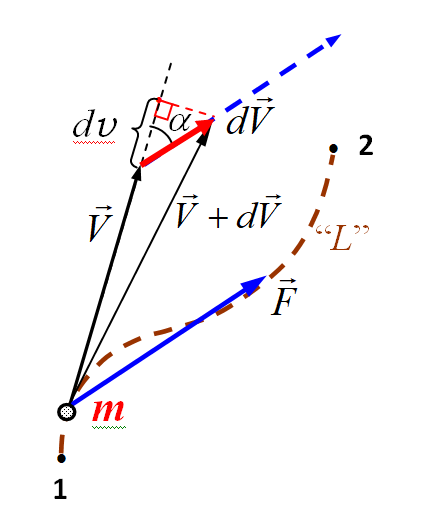 dυ
α
dV⃗
2
V⃗
V⃗ + dV⃗
“L”
F⃗
m
1